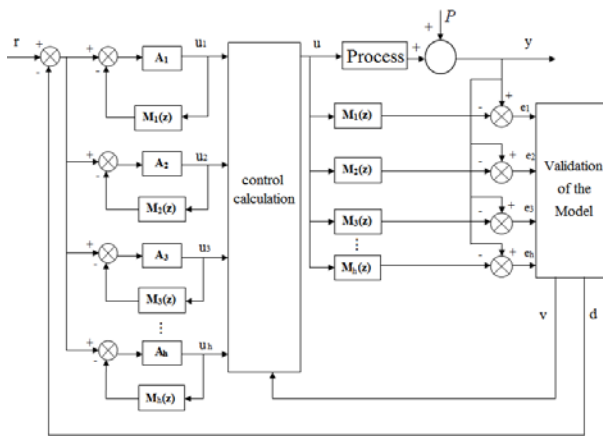 r
+
-
+
-
A₁
u₁
M₁(z)
+
-
A₂
u₂
M₂(z)
+
-
A₃
u₃
M₃(z)
⋮
+
-
Aₕ
u.ₕ
Mₕ(z)
control
calculation
u
Process
+
+
P
y
M₁(z)
-
+
e₁
M₂(z)
-
+
e₂
M₃(z)
-
+
e₃
⋮
Mₕ(z)
-
+
eₕ
Validation
of the
Model
v
d